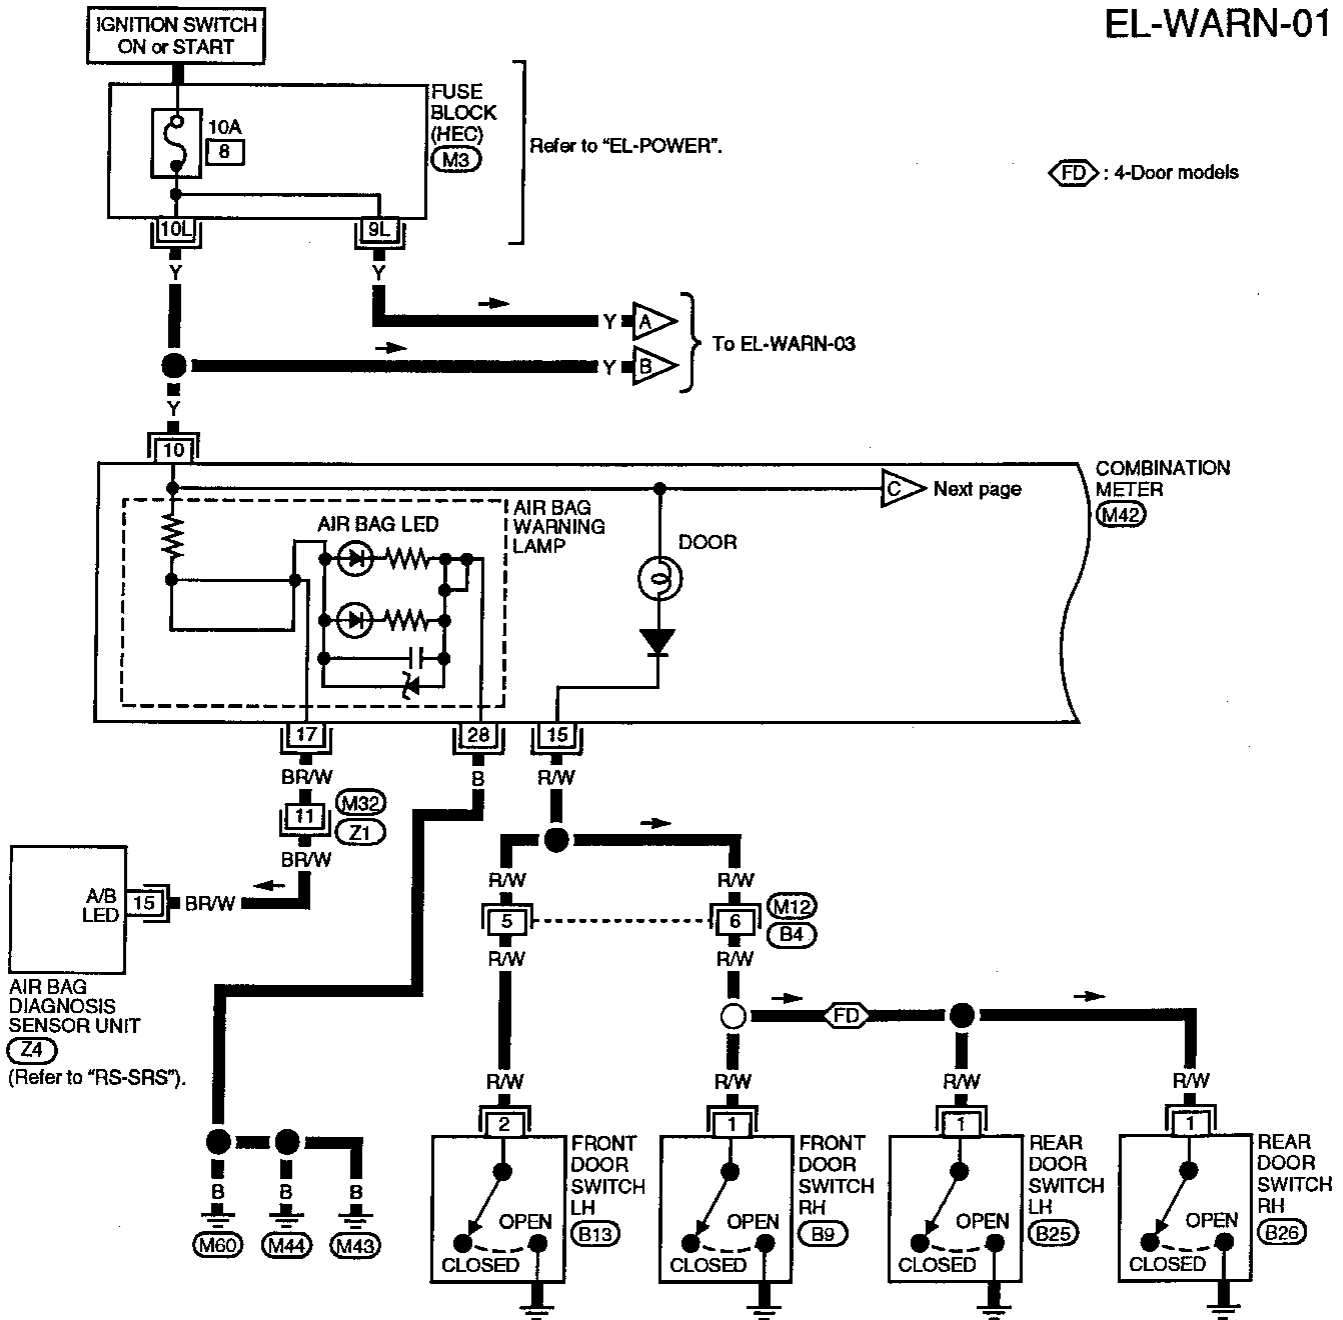 EL-WARN-01
IGNITION SWITCH
ON or START
FUSE
BLOCK
(HEC)
M3
10A
8
Refer to "EL-POWER".
FD : 4-Door models
10L
9L
Y
Y
Y
A
Y
B
To EL-WARN-03
Y
10
COMBINATION
METER
M42
C
Next page
AIR BAG LED
AIR BAG
WARNING
LAMP
DOOR
17
28
15
BR/W
B
R/W
11
M32
Z1
BR/W
R/W
R/W
A/B
LED
15
BR/W
5
6
M12
B4
R/W
R/W
AIR BAG
DIAGNOSIS
SENSOR UNIT
Z4
(Refer to "RS-SRS").
FD
R/W
R/W
R/W
R/W
2
1
1
1
FRONT
DOOR
SWITCH
LH
B13
FRONT
DOOR
SWITCH
RH
B9
REAR
DOOR
SWITCH
LH
B25
REAR
DOOR
SWITCH
RH
B26
OPEN
CLOSED
OPEN
CLOSED
OPEN
CLOSED
OPEN
CLOSED
B
B
B
M60
M44
M43